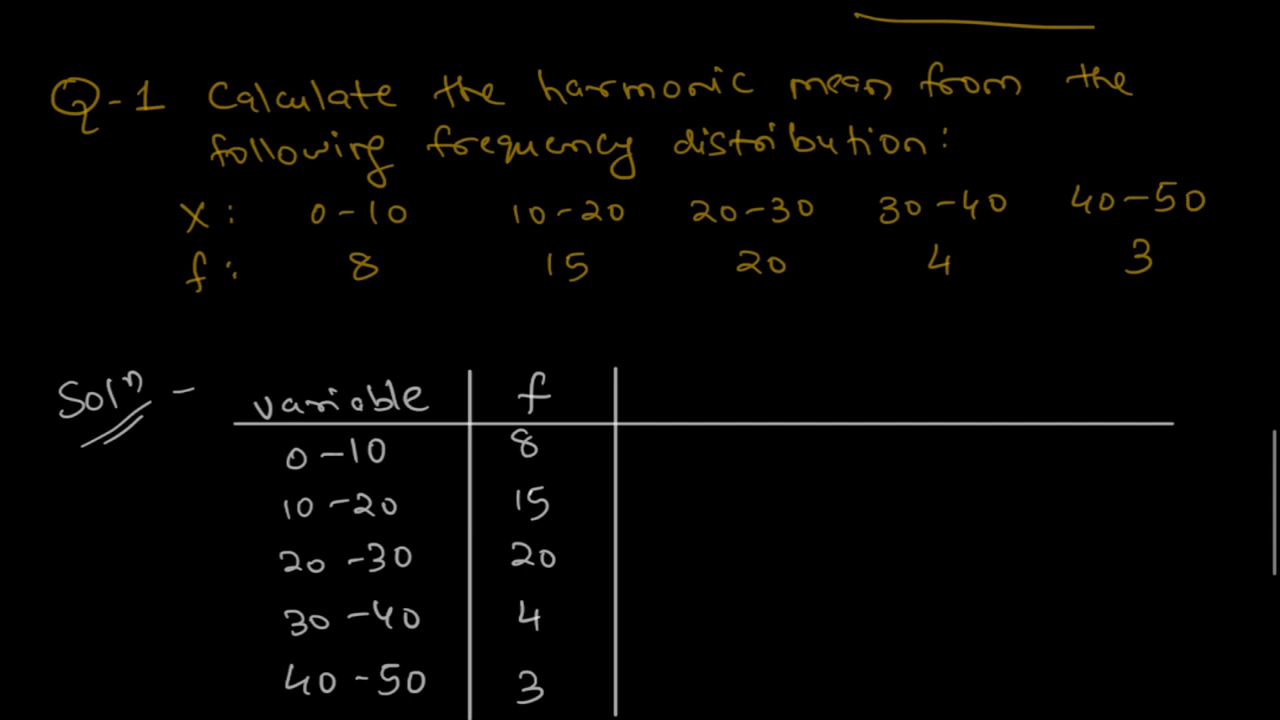 Q-1 Calculate the harmonic mean from the
following frequency distribution:
X: 0-10 10-20 20-30 30-40 40-50
f: 8 15 20 4 3
Solⁿ - variable f
0-10 8
10-20 15
20-30 20
30-40 4
40-50 3